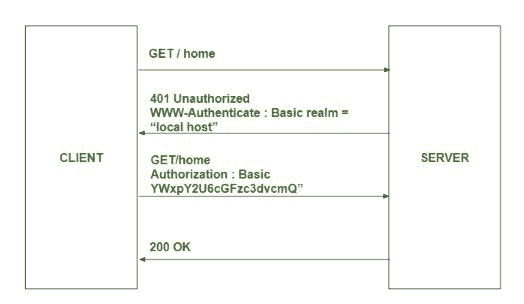 GET / home
401 Unauthorized
WWW-Authenticate : Basic realm =
“local host”
CLIENT
SERVER
GET/home
Authorization : Basic
YWxpY2U6cGFzc3dvcmQ”
200 OK